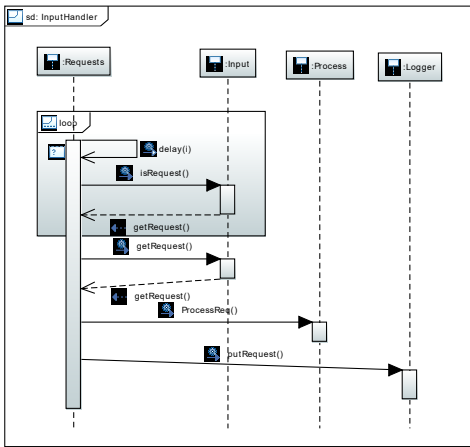 sd: InputHandler
:Requests
:Input
:Process
:Logger
loop
?
delay(i)
isRequest()
getRequest()
getRequest()
getRequest()
ProcessReq()
putRequest()